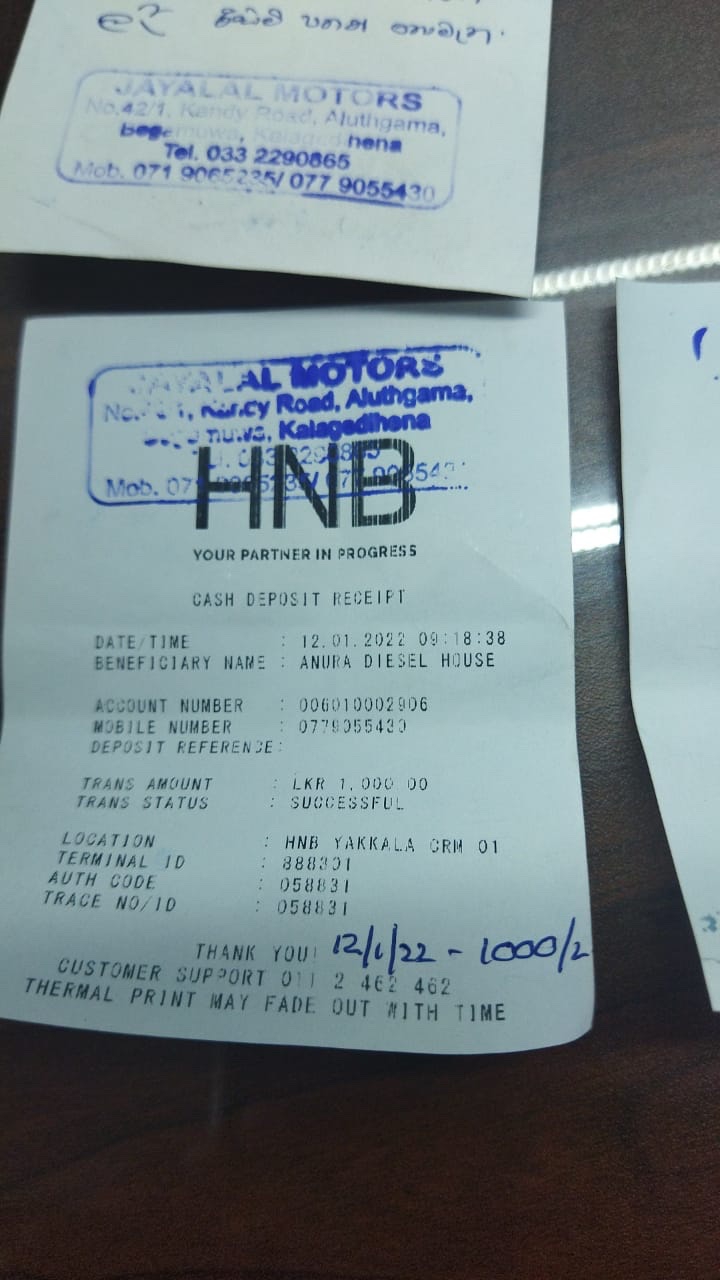 JAYALAL MOTORS
No.42/1, Kandy Road, Aluthgama,
Kalagedihena
Tel. 033 2290865
Mob. 071 9065235/ 077 9055430
JAYALAL MOTORS
Road, Aluthgama,
Kalagedihena
Mob.
HNB
YOUR PARTNER IN PROGRESS
CASH DEPOSIT RECEIPT
DATE/TIME : 12.01.2022 09:18:38
BENEFICIARY NAME : ANURA DIESEL HOUSE
ACCOUNT NUMBER : 006010002906
MOBILE NUMBER : 0779055430
DEPOSIT REFERENCE:
TRANS AMOUNT : LKR 1,000.00
TRANS STATUS : SUCCESSFUL
LOCATION : HNB YAKKALA CRM 01
TERMINAL ID : 888301
AUTH CODE : 058831
TRACE NO/ID : 058831
THANK YOU! 12/1/22 - 1000/2
CUSTOMER SUPPORT 011 2 462 462
THERMAL PRINT MAY FADE OUT WITH TIME